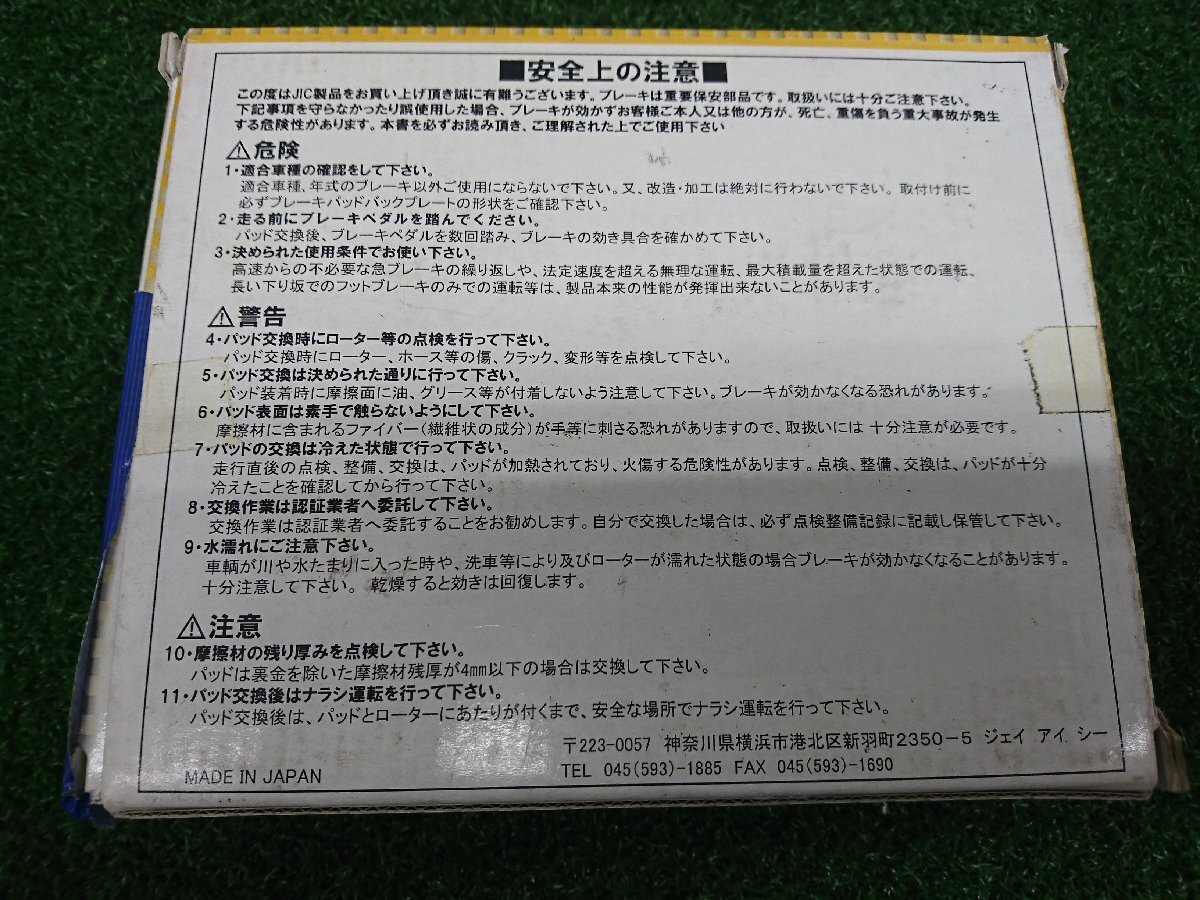 ■安全上の注意■
この度はJIC製品をお買い上げ頂き誠に有難うございます。ブレーキは重要保安部品です。取扱いには十分ご注意下さい。
下記事項を守らなかったり誤使用した場合、ブレーキが効かずお客様ご本人又は他の方が、死亡、重傷を負う重大事故が発生
する危険性があります。本書を必ずお読み頂き、ご理解された上でご使用下さい
⚠危険
1・適合車種の確認をして下さい。
適合車種、年式のブレーキ以外ご使用にならないで下さい。又、改造・加工は絶対に行わないで下さい。取付け前に
必ずブレーキパッドバックプレートの形状をご確認下さい。
2・走る前にブレーキペダルを踏んでください。
パッド交換後、ブレーキペダルを数回踏み、ブレーキの効き具合を確かめて下さい。
3・決められた使用条件でお使い下さい。
高速からの不必要な急ブレーキの繰り返しや、法定速度を超える無理な運転、最大積載量を超えた状態での運転、
長い下り坂でのフットブレーキのみでの運転等は、製品本来の性能が発揮出来ないことがあります。
⚠警告
4・パッド交換時にローター等の点検を行って下さい。
パッド交換時にローター、ホース等の傷、クラック、変形等を点検して下さい。
5・パッド交換は決められた通りに行って下さい。
パッド装着時に摩擦面に油、グリース等が付着しないよう注意して下さい。ブレーキが効かなくなる恐れがあります。
6・パッド表面は素手で触らないようにして下さい。
摩擦材に含まれるファイバー(繊維状の成分)が手等に刺さる恐れがありますので、取扱いには十分注意が必要です。
7・パッドの交換は冷えた状態で行って下さい。
走行直後の点検、整備、交換は、パッドが加熱されており、火傷する危険性があります。点検、整備、交換は、パッドが十分
冷えたことを確認してから行って下さい。
8・交換作業は認証業者へ委託して下さい。
交換作業は認証業者へ委託することをお勧めします。自分で交換した場合は、必ず点検整備記録に記載し保管して下さい。
9・水濡れにご注意下さい。
車輌が川や水たまりに入った時や、洗車等により及びローターが濡れた状態の場合ブレーキが効かなくなることがあります。
十分注意して下さい。 乾燥すると効きは回復します。
⚠注意
10・摩擦材の残り厚みを点検して下さい。
パッドは裏金を除いた摩擦材残厚が4mm以下の場合は交換して下さい。
11・パッド交換後はナラシ運転を行って下さい。
パッド交換後は、パッドとローターにあたりが付くまで、安全な場所でナラシ運転を行って下さい。
〒223-0057 神奈川県横浜市港北区新羽町2350-5 ジェイ アイ シー
TEL 045(593)-1885 FAX 045(593)-1690
MADE IN JAPAN